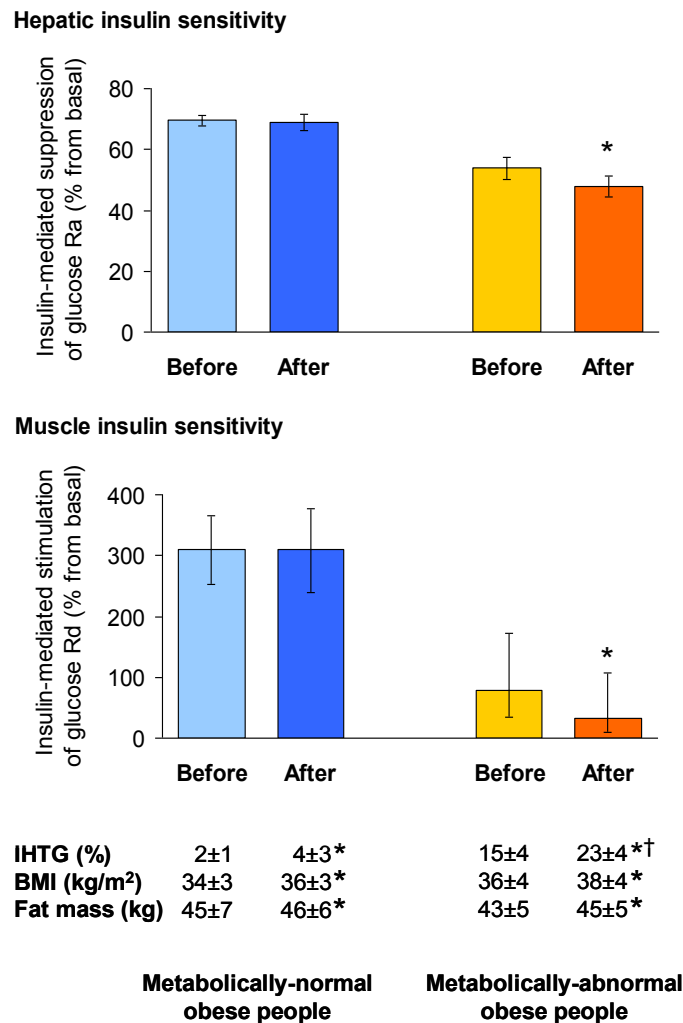 Hepatic insulin sensitivity
Insulin-mediated suppression
of glucose Ra (% from basal)
80
60
40
20
0
*
Before After Before After
Muscle insulin sensitivity
Insulin-mediated stimulation
of glucose Rd (% from basal)
400
300
200
100
0
*
Before After Before After
IHTG (%) 2±1 4±3* 15±4 23±4*†
BMI (kg/m²) 34±3 36±3* 36±4 38±4*
Fat mass (kg) 45±7 46±6* 43±5 45±5*
Metabolically-normal
obese people
Metabolically-abnormal
obese people